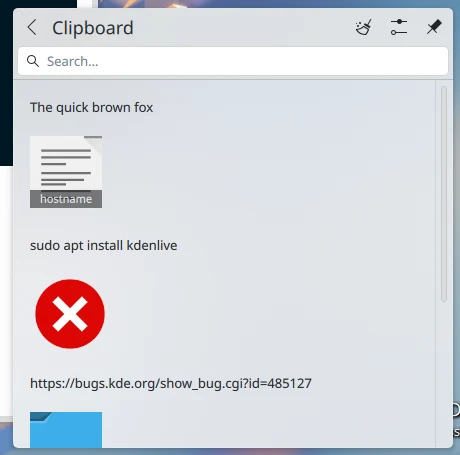 Clipboard
Search...
The quick brown fox
hostname
sudo apt install kdenlive
https://bugs.kde.org/show_bug.cgi?id=485127